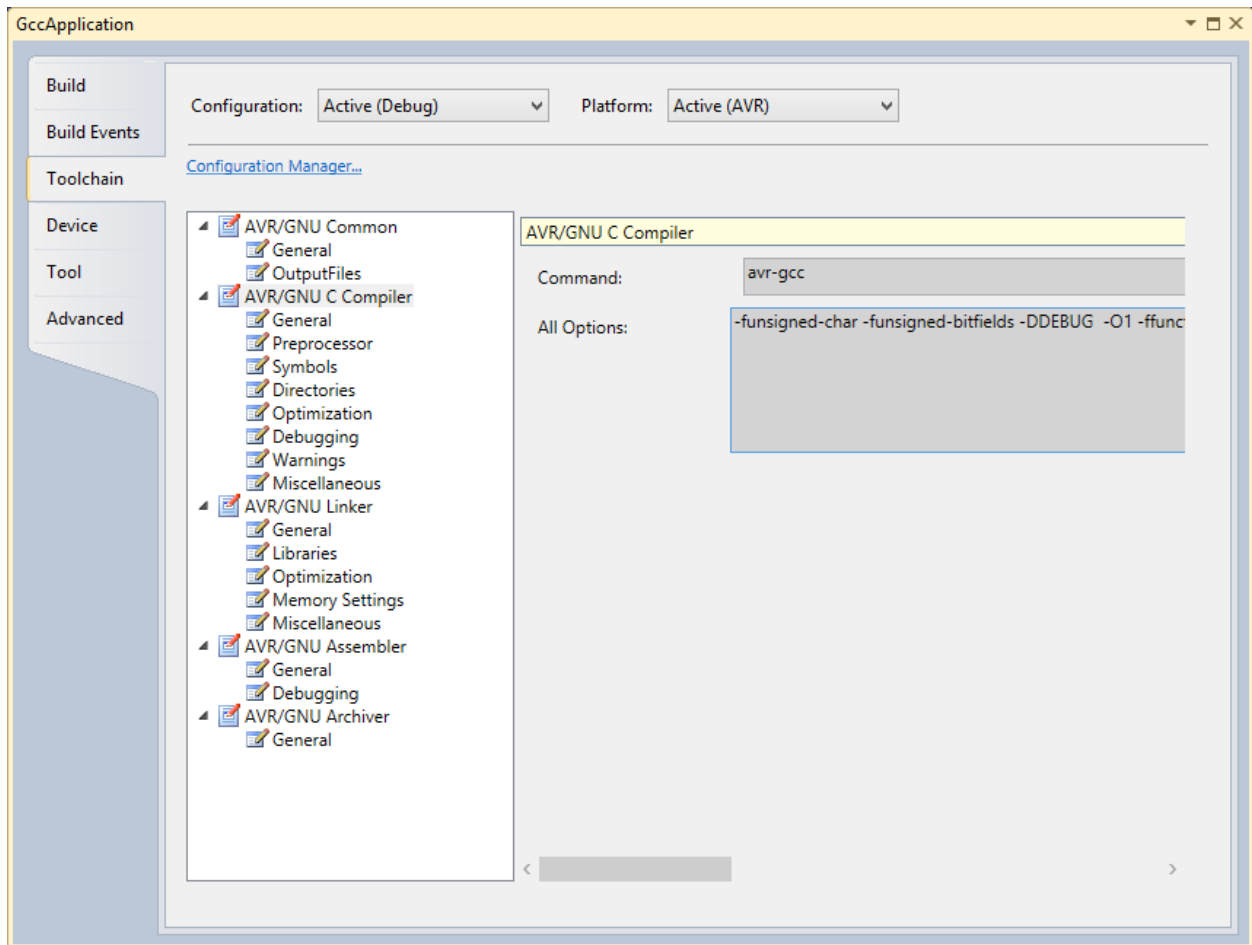 GccApplication
Build
Build Events
Toolchain
Device
Tool
Advanced
Configuration: Active (Debug) Platform: Active (AVR)
Configuration Manager...
AVR/GNU Common
General
OutputFiles
AVR/GNU C Compiler
General
Preprocessor
Symbols
Directories
Optimization
Debugging
Warnings
Miscellaneous
AVR/GNU Linker
General
Libraries
Optimization
Memory Settings
Miscellaneous
AVR/GNU Assembler
General
Debugging
AVR/GNU Archiver
General
AVR/GNU C Compiler
Command: avr-gcc
All Options: -funsigned-char -funsigned-bitfields -DDEBUG -O1 -ffunc